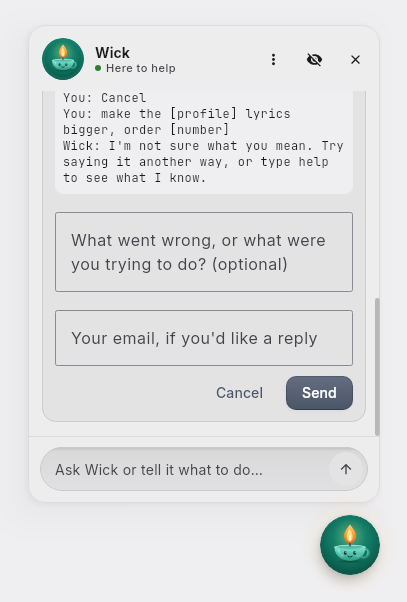 Wick
Here to help
You: Cancel
You: make the [profile] lyrics
bigger, order [number]
Wick: I'm not sure what you mean. Try
saying it another way, or type help
to see what I know.
What went wrong, or what were
you trying to do? (optional)
Your email, if you'd like a reply
Cancel
Send
Ask Wick or tell it what to do...